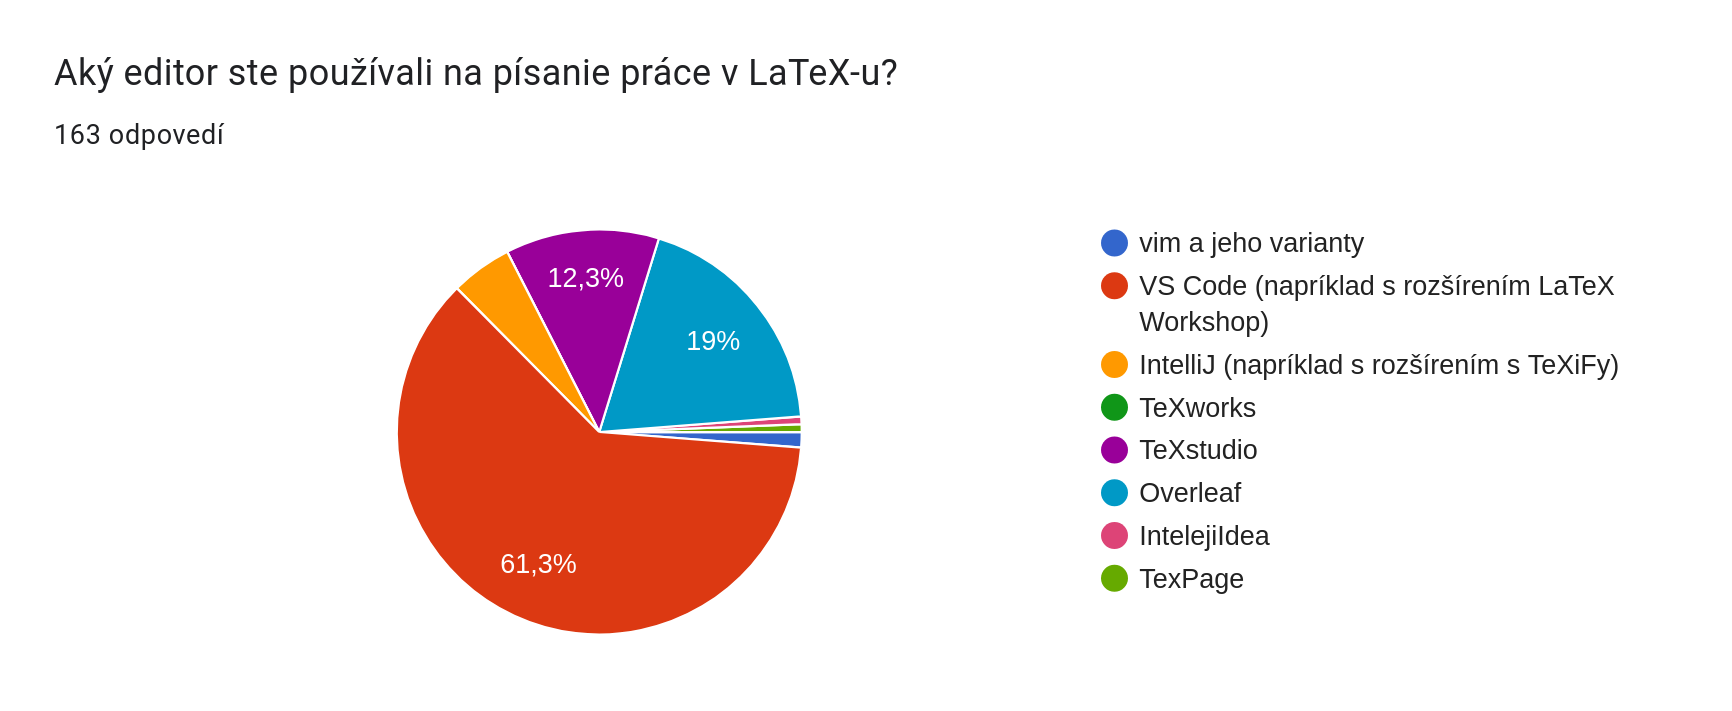 Aký editor ste používali na písanie práce v LaTeX-u?
163 odpovedí
12,3%
19%
61,3%
vim a jeho varianty
VS Code (napríklad s rozšírením LaTeX
Workshop)
IntelliJ (napríklad s rozšírením s TeXiFy)
TeXworks
TeXstudio
Overleaf
IntelejiIdea
TexPage